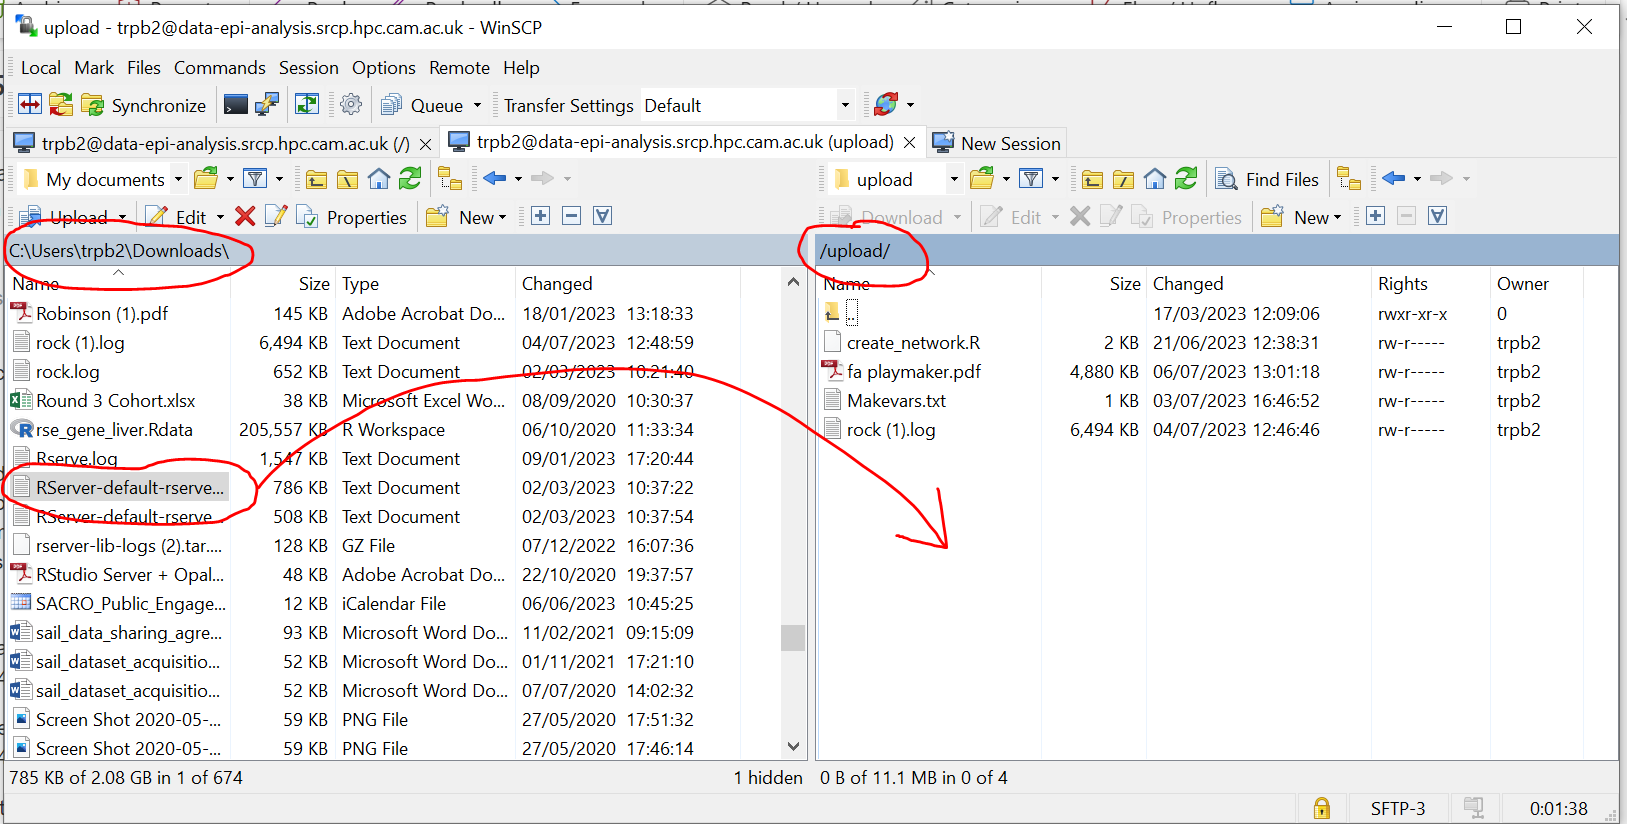 upload - trpb2@data-epi-analysis.srcp.hpc.cam.ac.uk - WinSCP
Local Mark Files Commands Session Options Remote Help
Synchronize Queue Transfer Settings Default
trpb2@data-epi-analysis.srcp.hpc.cam.ac.uk (/) trpb2@data-epi-analysis.srcp.hpc.cam.ac.uk (upload) New Session
My documents upload Find Files
Upload Edit Properties New Download Edit Properties New
C:\Users\trpb2\Downloads\ /upload/
Name Size Type Changed Name Size Changed Rights Owner
Robinson (1).pdf 145 KB Adobe Acrobat Do... 18/01/2023 13:18:33 .. 17/03/2023 12:09:06 rwxr-xr-x 0
rock (1).log 6,494 KB Text Document 04/07/2023 12:48:59 create_network.R 2 KB 21/06/2023 12:38:31 rw-r----- trpb2
rock.log 652 KB Text Document 02/03/2023 10:21:40 fa playmaker.pdf 4,880 KB 06/07/2023 13:01:18 rw-r----- trpb2
Round 3 Cohort.xlsx 38 KB Microsoft Excel Wo... 08/09/2020 10:30:37 Makevars.txt 1 KB 03/07/2023 16:46:52 rw-r----- trpb2
rse_gene_liver.Rdata 205,557 KB R Workspace 06/10/2020 11:33:34 rock (1).log 6,494 KB 04/07/2023 12:46:46 rw-r----- trpb2
Rserve.log 1,547 KB Text Document 09/01/2023 17:20:44
RServer-default-rserve... 786 KB Text Document 02/03/2023 10:37:22
RServer-default-rserve... 508 KB Text Document 02/03/2023 10:37:54
rserver-lib-logs (2).tar.... 128 KB GZ File 07/12/2022 16:07:36
RStudio Server + Opal... 48 KB Adobe Acrobat Do... 22/10/2020 19:37:57
SACRO_Public_Engage... 12 KB iCalendar File 06/06/2023 10:45:25
sail_data_sharing_agre... 93 KB Microsoft Word Do... 11/02/2021 09:15:09
sail_dataset_acquisitio... 52 KB Microsoft Word Do... 01/11/2021 17:21:10
sail_dataset_acquisitio... 52 KB Microsoft Word Do... 07/07/2020 14:02:32
Screen Shot 2020-05-... 59 KB PNG File 27/05/2020 17:51:32
Screen Shot 2020-05-... 59 KB PNG File 27/05/2020 17:46:14
785 KB of 2.08 GB in 1 of 674 1 hidden 0 B of 11.1 MB in 0 of 4
SFTP-3 0:01:38